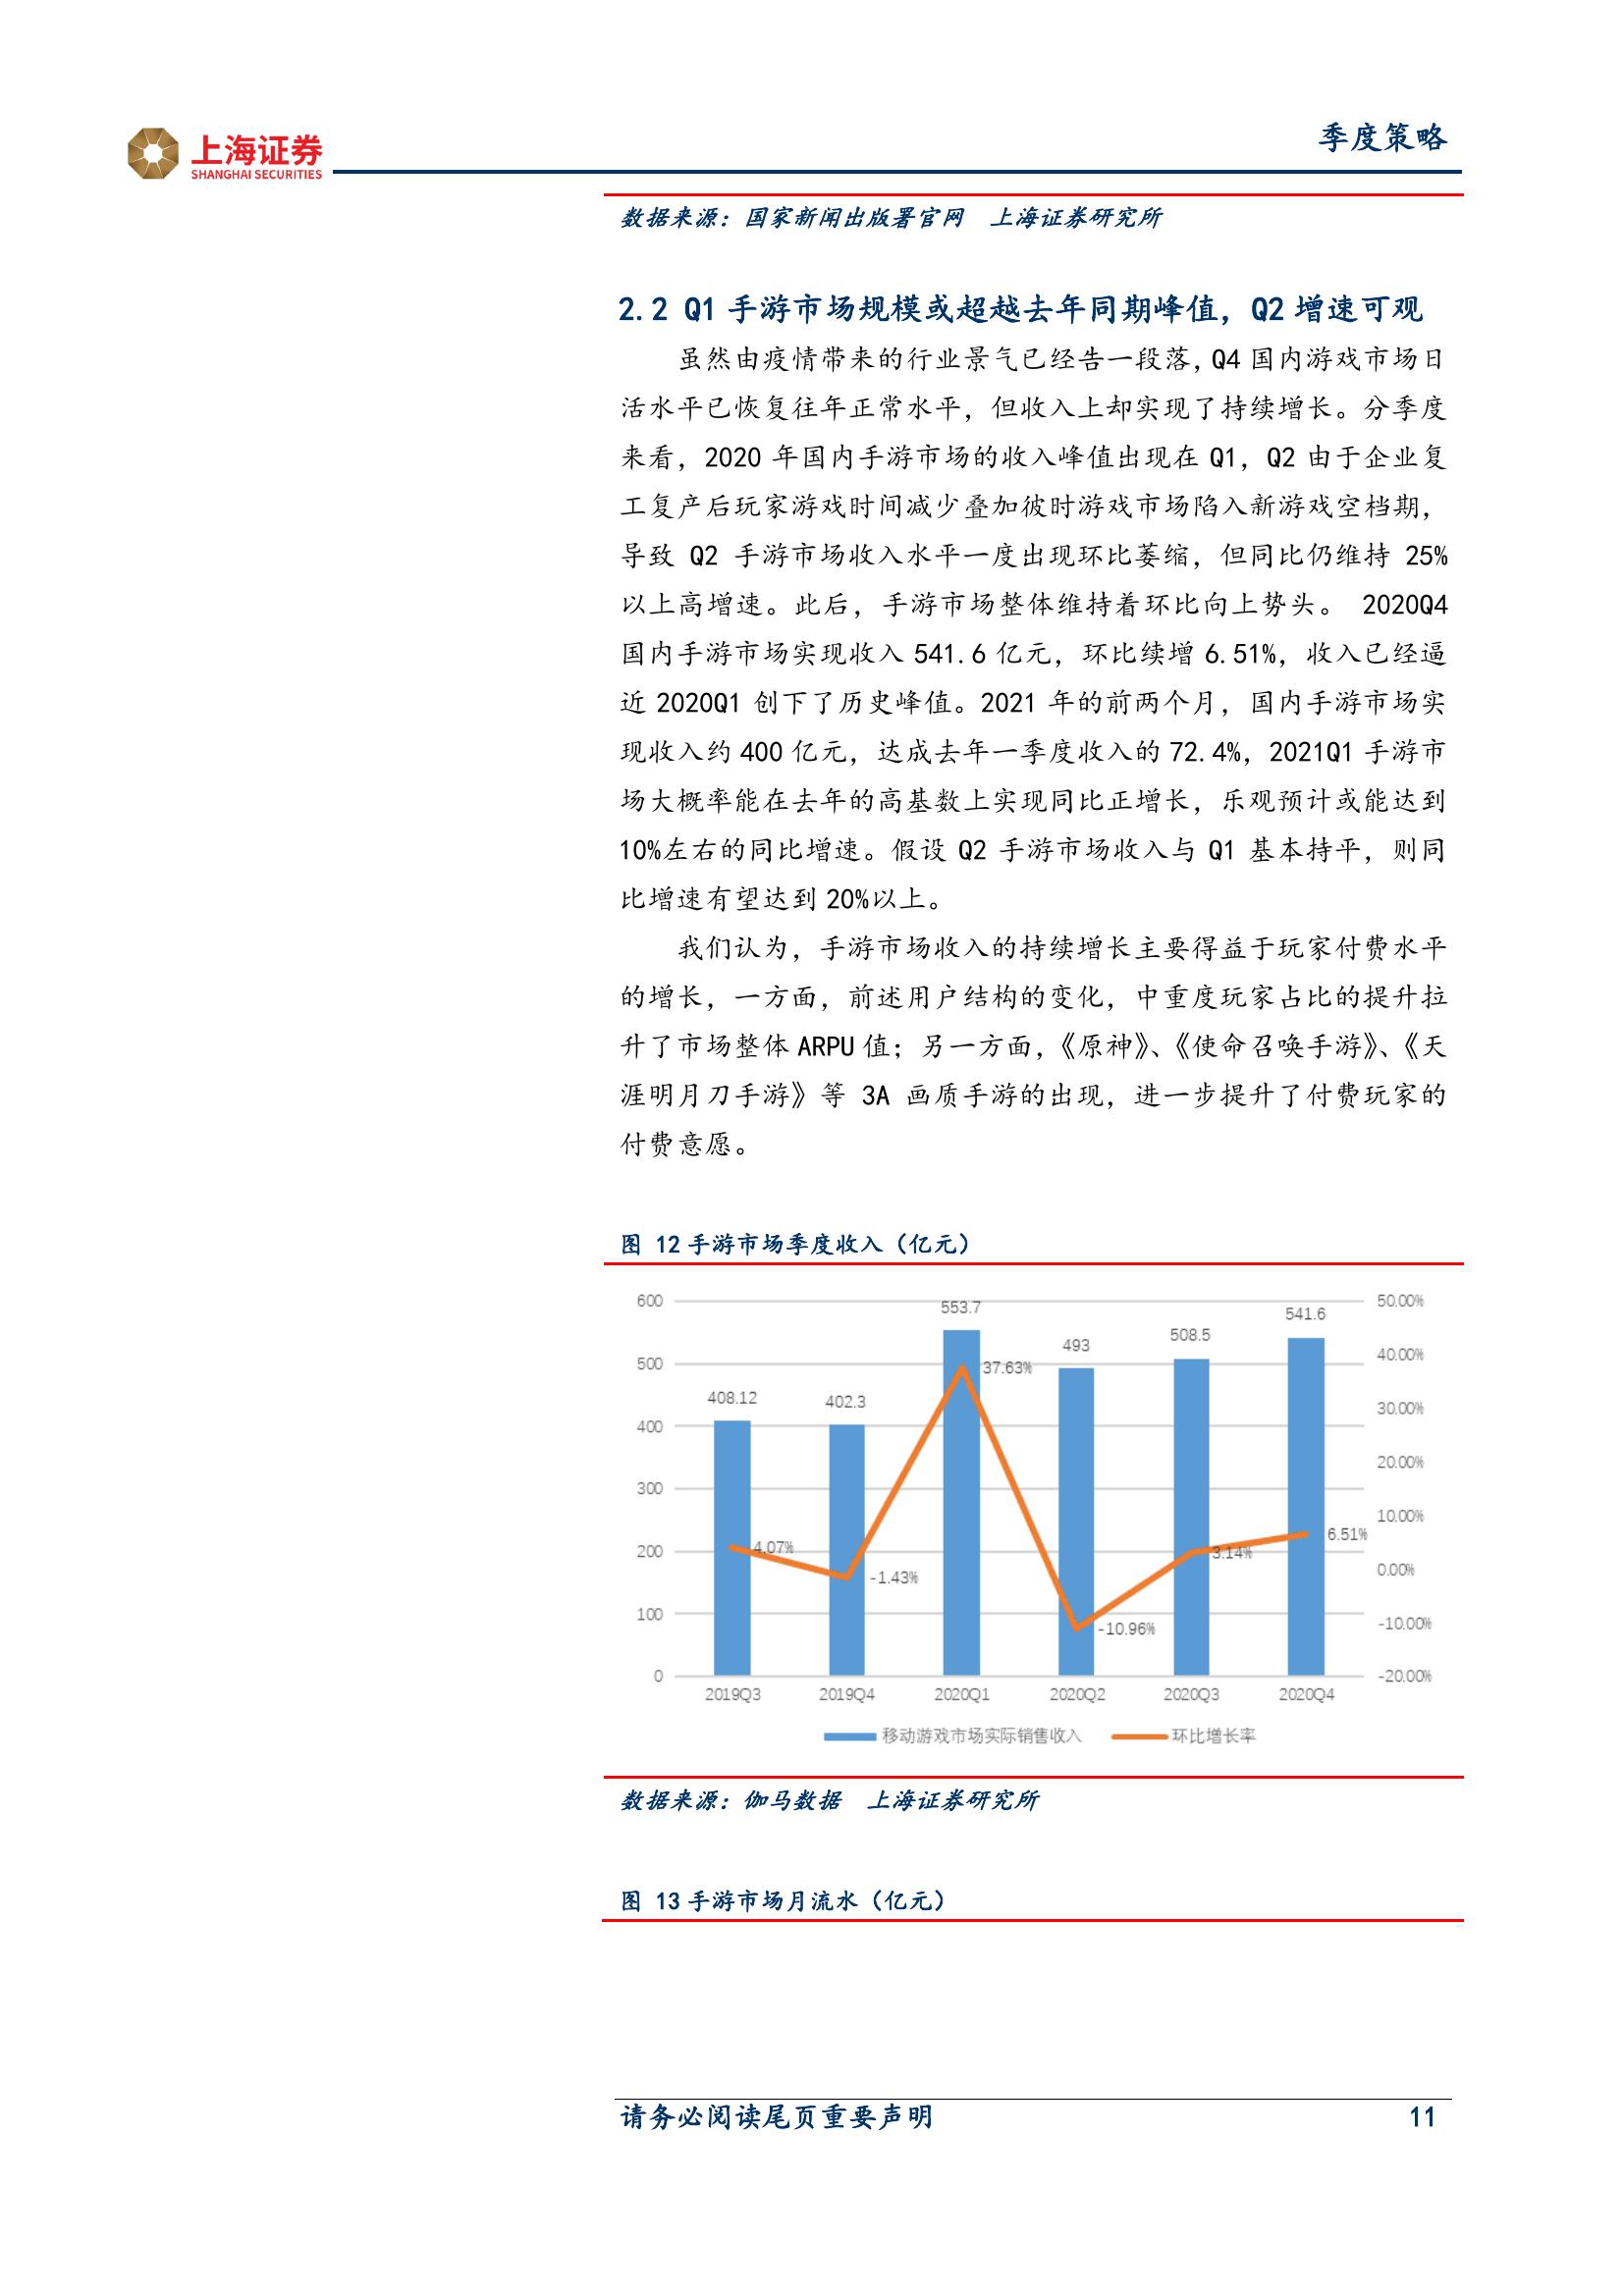 上海证券
SHANGHAI SECURITIES
季度策略
数据来源：国家新闻出版署官网 上海证券研究所
2.2 Q1 手游市场规模或超越去年同期峰值，Q2 增速可观
虽然由疫情带来的行业景气已经告一段落，Q4 国内游戏市场日
活水平已恢复往年正常水平，但收入上却实现了持续增长。分季度
来看，2020 年国内手游市场的收入峰值出现在 Q1，Q2 由于企业复
工复产后玩家游戏时间减少叠加彼时游戏市场陷入新游戏空档期，
导致 Q2 手游市场收入水平一度出现环比萎缩，但同比仍维持 25%
以上高增速。此后，手游市场整体维持着环比向上势头。 2020Q4
国内手游市场实现收入 541.6 亿元，环比续增 6.51%，收入已经逼
近 2020Q1 创下了历史峰值。2021 年的前两个月，国内手游市场实
现收入约 400 亿元，达成去年一季度收入的 72.4%，2021Q1 手游市
场大概率能在去年的高基数上实现同比正增长，乐观预计或能达到
10%左右的同比增速。假设 Q2 手游市场收入与 Q1 基本持平，则同
比增速有望达到 20%以上。
我们认为，手游市场收入的持续增长主要得益于玩家付费水平
的增长，一方面，前述用户结构的变化，中重度玩家占比的提升拉
升了市场整体 ARPU 值；另一方面，《原神》、《使命召唤手游》、《天
涯明月刀手游》等 3A 画质手游的出现，进一步提升了付费玩家的
付费意愿。
图 12 手游市场季度收入（亿元）
600 553.7 50.00%
541.6
508.5
493
500 40.00%
37.63%
408.12 402.3
400 30.00%
300 20.00%
10.00%
6.51%
200 4.07% 3.14%
-1.43% 0.00%
100 -10.96% -10.00%
0 -20.00%
2019Q3 2019Q4 2020Q1 2020Q2 2020Q3 2020Q4
移动游戏市场实际销售收入 环比增长率
数据来源：伽马数据 上海证券研究所
图 13 手游市场月流水（亿元）
请务必阅读尾页重要声明 11